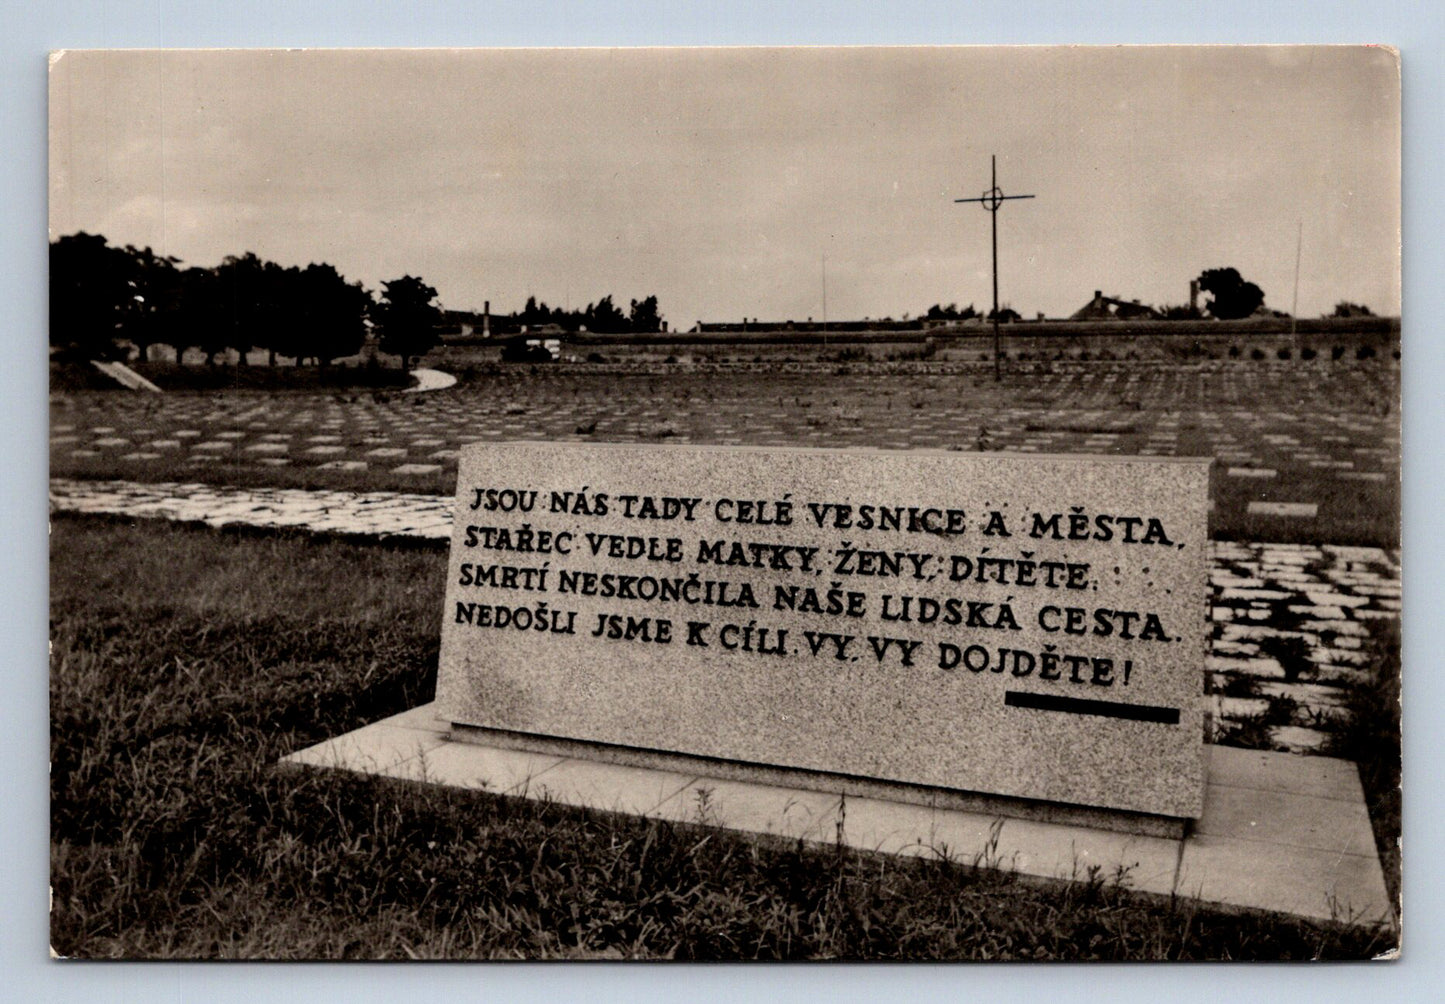 JSOU NÁS TADY CELÉ VESNICE A MĚSTA,
STAŘEC VEDLE MATKY, ŽENY, DÍTĚTE.
SMRTÍ NESKONČILA NAŠE LIDSKÁ CESTA.
NEDOŠLI JSME K CÍLI. VY, VY DOJDĚTE!